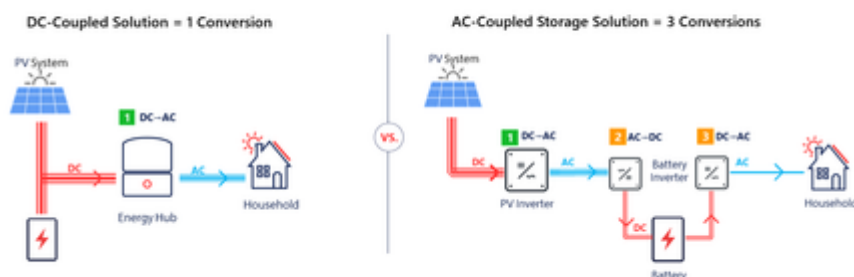 DC-Coupled Solution = 1 Conversion
PV System
1 DC→AC
DC
AC
Energy Hub
Household
VS.
AC-Coupled Storage Solution = 3 Conversions
PV System
1 DC→AC
2 AC→DC
3 DC→AC
DC
AC
Battery
Inverter
AC
PV Inverter
DC
Household
Battery